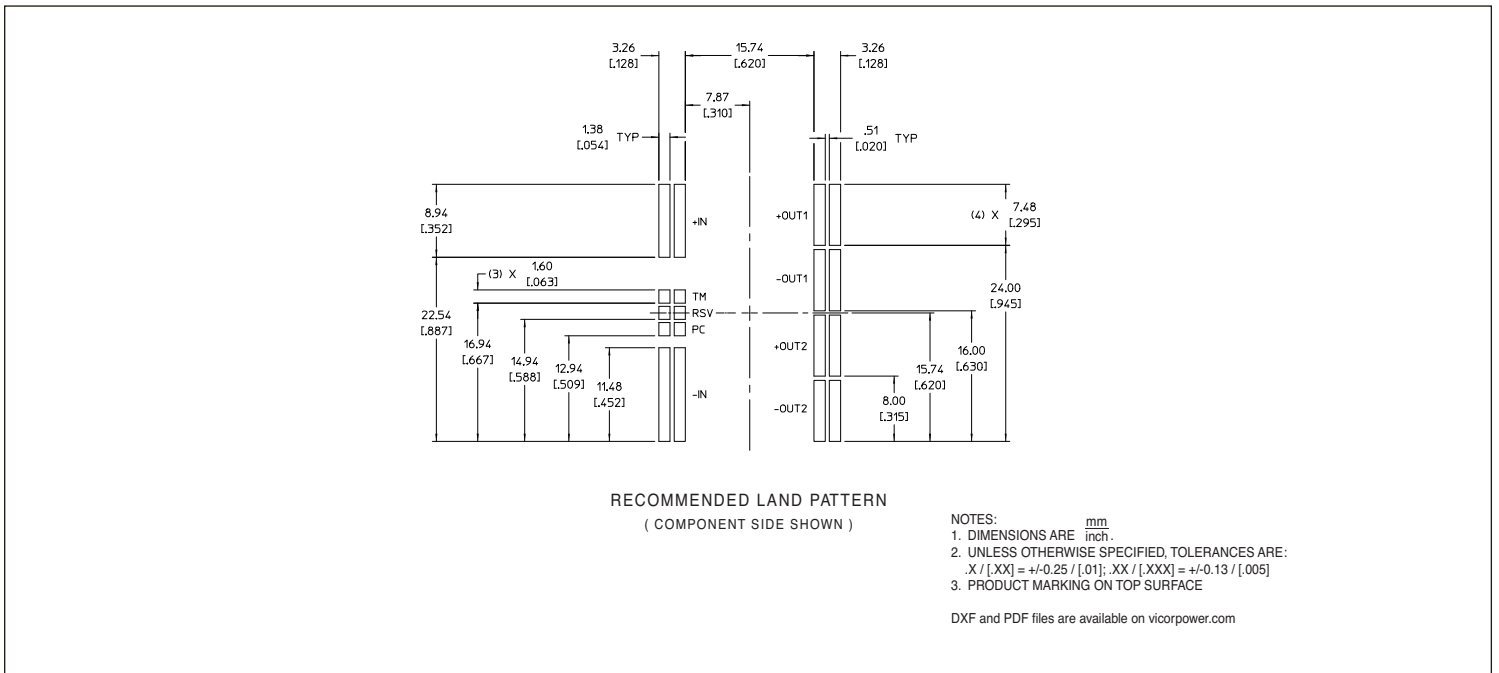 3.26
[.128]
15.74
[.620]
3.26
[.128]
7.87
[.310]
1.38
[.054]
TYP
.51
[.020]
TYP
8.94
[.352]
+IN
+OUT1
(4) X
7.48
[.295]
(3) X
1.60
[.063]
-OUT1
24.00
[.945]
TM
RSV
PC
22.54
[.887]
16.94
[.667]
14.94
[.588]
12.94
[.509]
11.48
[.452]
+OUT2
16.00
[.630]
15.74
[.620]
8.00
[.315]
-IN
-OUT2
RECOMMENDED LAND PATTERN
( COMPONENT SIDE SHOWN )
NOTES:
1. DIMENSIONS ARE mm
inch .
2. UNLESS OTHERWISE SPECIFIED, TOLERANCES ARE:
.X / [.XX] = +/-0.25 / [.01]; .XX / [.XXX] = +/-0.13 / [.005]
3. PRODUCT MARKING ON TOP SURFACE
DXF and PDF files are available on vicorpower.com